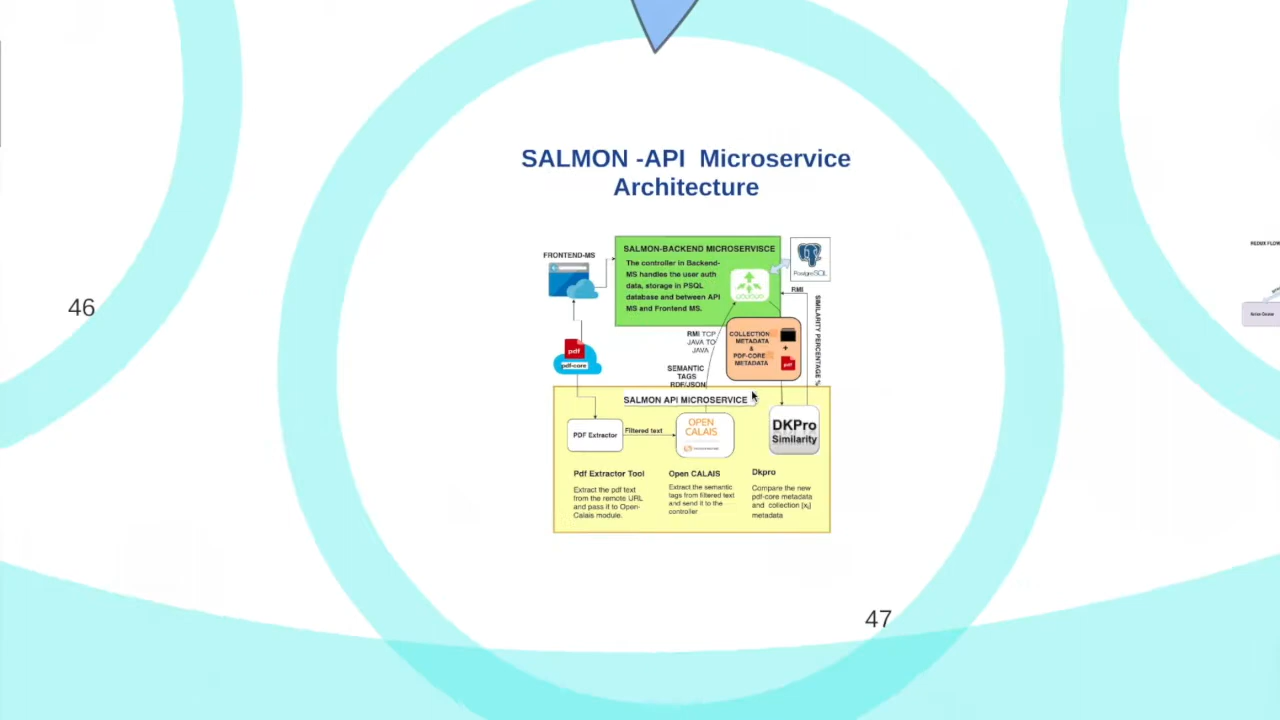 SALMON -API Microservice
Architecture
FRONTEND-MS
SALMON-BACKEND MICROSERVISCE
The controller in Backend-
MS handles the user auth
data, storage in PSQL
database and between API
MS and Frontend MS.
PostgreSQL
RMI
SIMILARITY PERCENTAGE %
pdf
pdf-core
RMI TCP
JAVA TO
JAVA
COLLECTION
METADATA
&
PDF-CORE
METADATA
+
pdf
SEMANTIC
TAGS
RDF/JSON
SALMON API MICROSERVICE
PDF Extractor
Filtered text
OPEN
CALAIS
DKPro
Similarity
Pdf Extractor Tool
Extract the pdf text
from the remote URL
and pass it to Open-
Calais module.
Open CALAIS
Extract the semantic
tags from filtered text
and send it to the
controller
Dkpro
Compare the new
pdf-core metadata
and collection [xᵢ]
metadata
46
47
REDUX FLOW